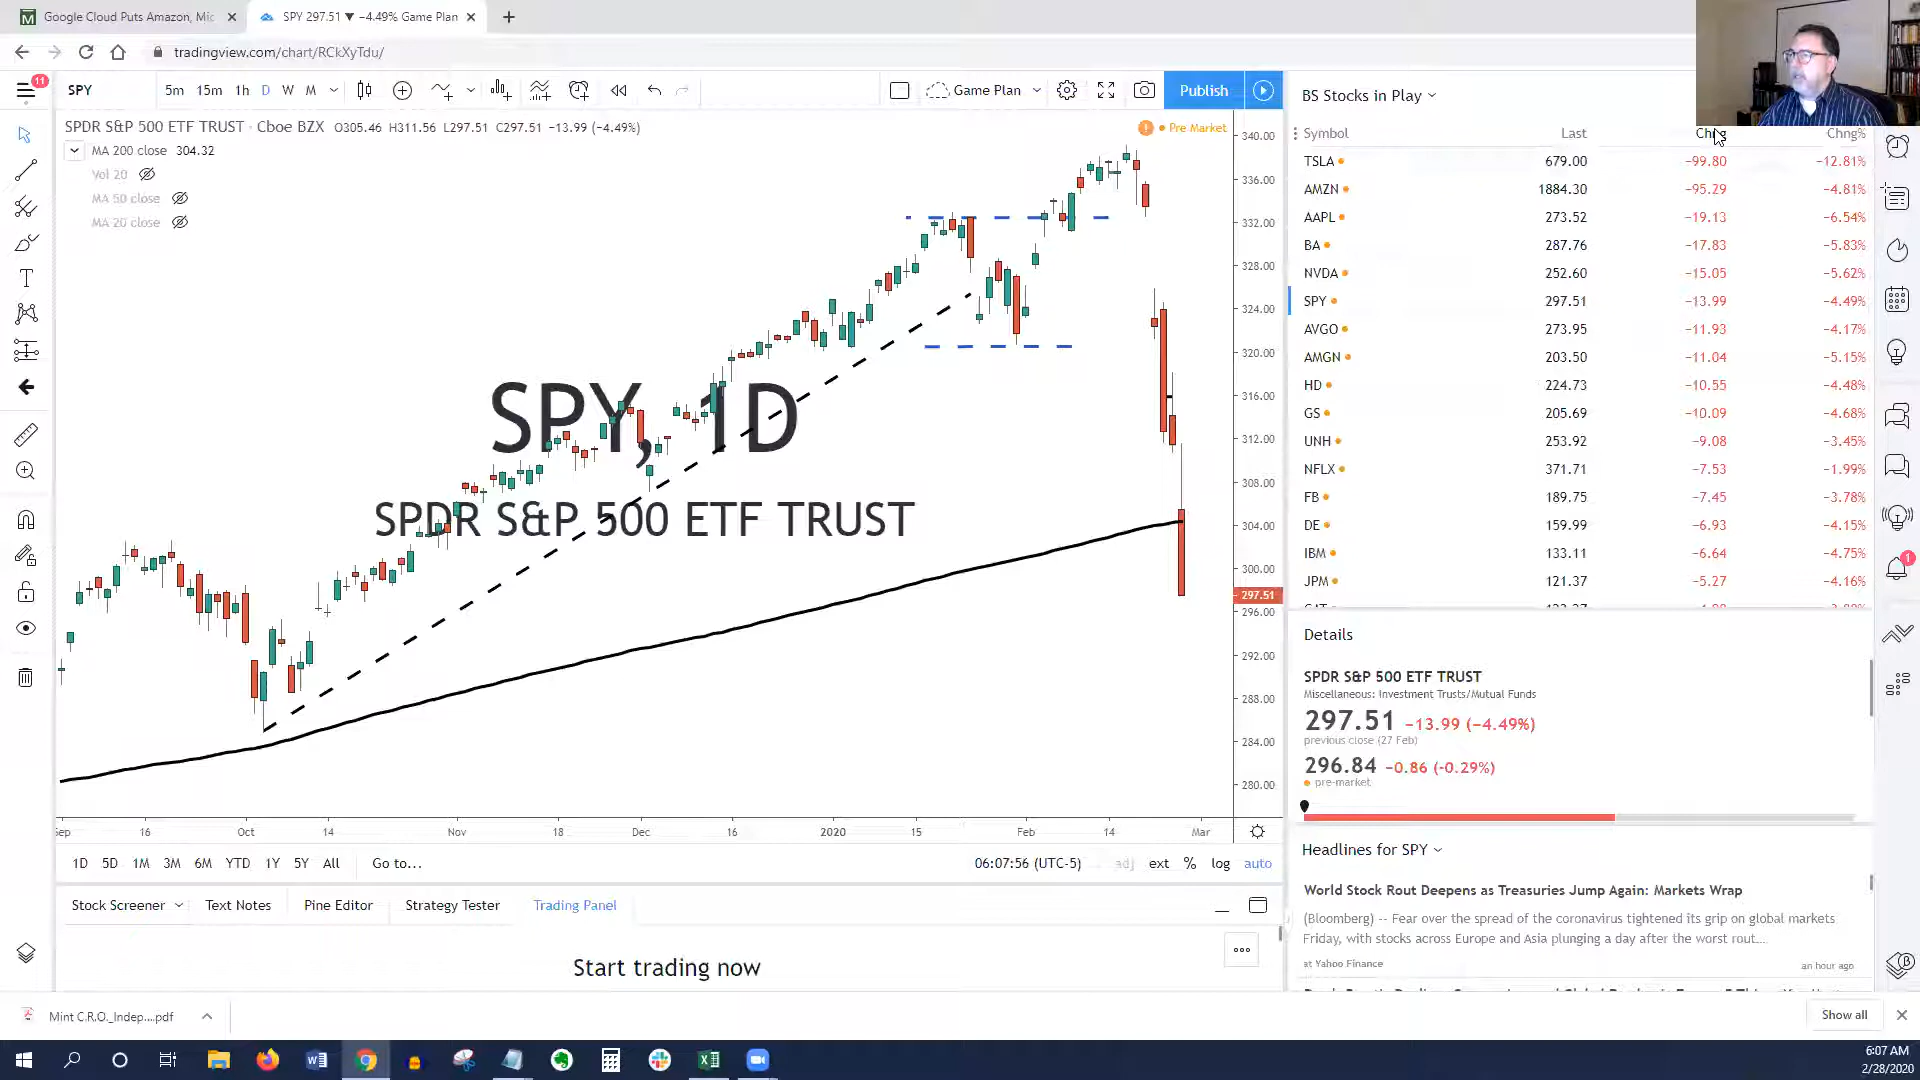 Google Cloud Puts Amazon, Mic
SPY 297.51 ▼ −4.49% Game Plan
tradingview.com/chart/RCkXyTdu/
11
SPY 5m 15m 1h D W M Game Plan Publish
BS Stocks in Play
SPDR S&P 500 ETF TRUST · Cboe BZX O305.46 H311.56 L297.51 C297.51 −13.99 (−4.49%)
Pre Market
MA 200 close 304.32
Vol 20
MA 50 close
MA 20 close
SPY, 1D
SPDR S&P 500 ETF TRUST
340.00
336.00
332.00
328.00
324.00
320.00
316.00
312.00
308.00
304.00
300.00
297.51
296.00
292.00
288.00
284.00
280.00
Sep 16 Oct 14 Nov 18 Dec 16 2020 15 Feb 14 Mar
1D 5D 1M 3M 6M YTD 1Y 5Y All Go to...
06:07:56 (UTC-5) adj ext % log auto
Stock Screener Text Notes Pine Editor Strategy Tester Trading Panel
Start trading now
Symbol Last Chng Chng%
TSLA 679.00 −99.80 −12.81%
AMZN 1884.30 −95.29 −4.81%
AAPL 273.52 −19.13 −6.54%
BA 287.76 −17.83 −5.83%
NVDA 252.60 −15.05 −5.62%
SPY 297.51 −13.99 −4.49%
AVGO 273.95 −11.93 −4.17%
AMGN 203.50 −11.04 −5.15%
HD 224.73 −10.55 −4.48%
GS 205.69 −10.09 −4.68%
UNH 253.92 −9.08 −3.45%
NFLX 371.71 −7.53 −1.99%
FB 189.75 −7.45 −3.78%
DE 159.99 −6.93 −4.15%
IBM 133.11 −6.64 −4.75%
JPM 121.37 −5.27 −4.16%
1
Details
SPDR S&P 500 ETF TRUST
Miscellaneous: Investment Trusts/Mutual Funds
297.51 −13.99 (−4.49%)
previous close (27 Feb)
296.84 −0.86 (-0.29%)
pre-market
Headlines for SPY
World Stock Rout Deepens as Treasuries Jump Again: Markets Wrap
(Bloomberg) -- Fear over the spread of the coronavirus tightened its grip on global markets
Friday, with stocks across Europe and Asia plunging a day after the worst rout....
at Yahoo Finance an hour ago
Mint C.R.O._Indep....pdf
Show all
6:07 AM
2/28/2020